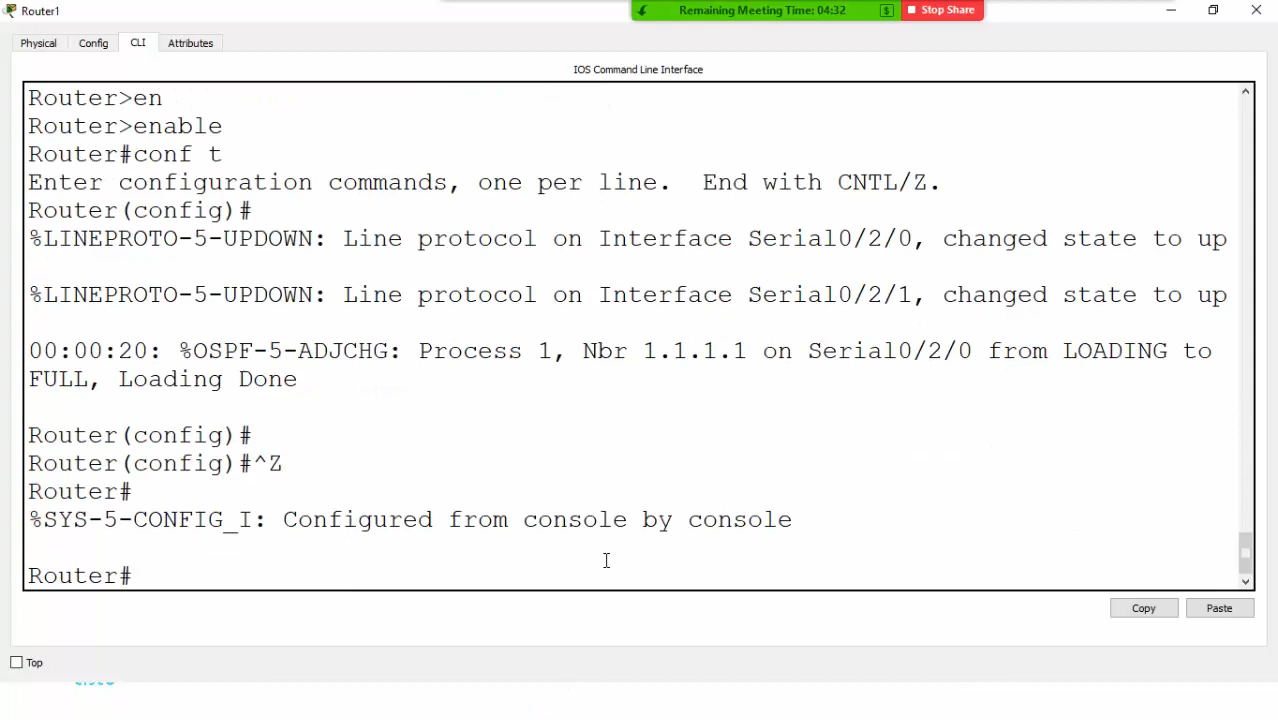 Router1
Remaining Meeting Time: 04:32
$
Stop Share
Physical
Config
CLI
Attributes
IOS Command Line Interface
Router>en
Router>enable
Router#conf t
Enter configuration commands, one per line.  End with CNTL/Z.
Router(config)#
%LINEPROTO-5-UPDOWN: Line protocol on Interface Serial0/2/0, changed state to up
%LINEPROTO-5-UPDOWN: Line protocol on Interface Serial0/2/1, changed state to up
00:00:20: %OSPF-5-ADJCHG: Process 1, Nbr 1.1.1.1 on Serial0/2/0 from LOADING to
FULL, Loading Done
Router(config)#
Router(config)#^Z
Router#
%SYS-5-CONFIG_I: Configured from console by console
Router#
Copy
Paste
Top